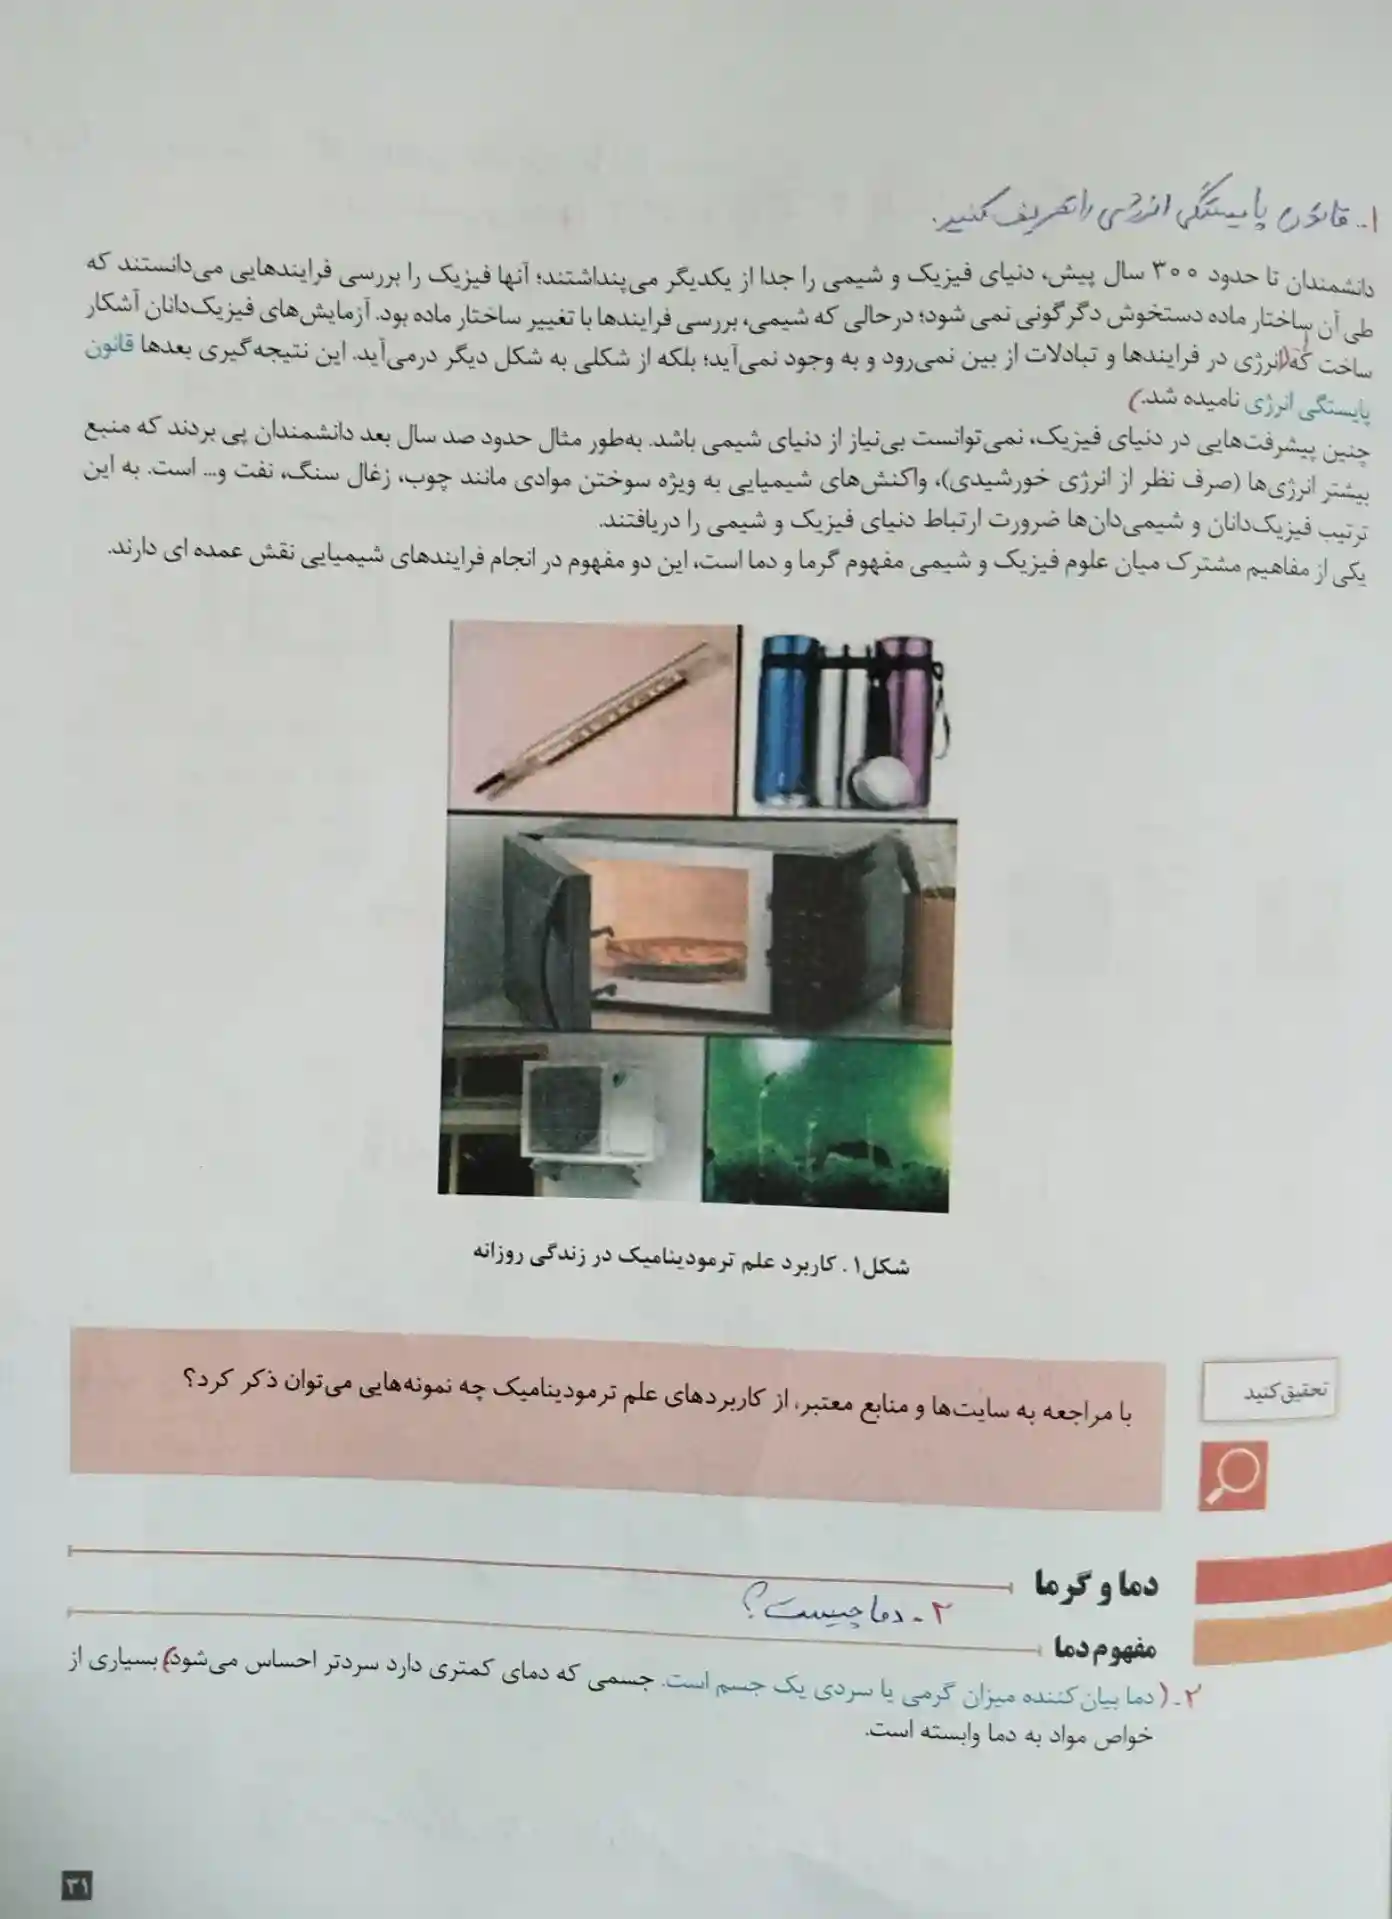 ۱- قانون پایستگی انرژی را تعریف کنید.
دانشمندان تا حدود ۳۰۰ سال پیش، دنیای فیزیک و شیمی را جدا از یکدیگر می‌پنداشتند؛ آنها فیزیک را بررسی فرایندهایی می‌دانستند که
طی آن ساختار ماده دستخوش دگرگونی نمی شود؛ درحالی که شیمی، بررسی فرایندها با تغییر ساختار ماده بود. آزمایش‌های فیزیک‌دانان آشکار
ساخت که (انرژی در فرایندها و تبادلات از بین نمی‌رود و به وجود نمی‌آید؛ بلکه از شکلی به شکل دیگر درمی‌آید. این نتیجه‌گیری بعدها قانون
پایستگی انرژی نامیده شد.)
چنین پیشرفت‌هایی در دنیای فیزیک، نمی‌توانست بی‌نیاز از دنیای شیمی باشد. به‌طور مثال حدود صد سال بعد دانشمندان پی بردند که منبع
بیشتر انرژی‌ها (صرف نظر از انرژی خورشیدی)، واکنش‌های شیمیایی به ویژه سوختن موادی مانند چوب، زغال سنگ، نفت و... است. به این
ترتیب فیزیک‌دانان و شیمی‌دان‌ها ضرورت ارتباط دنیای فیزیک و شیمی را دریافتند.
یکی از مفاهیم مشترک میان علوم فیزیک و شیمی مفهوم گرما و دما است، این دو مفهوم در انجام فرایندهای شیمیایی نقش عمده ای دارند.
شکل۱. کاربرد علم ترمودینامیک در زندگی روزانه
تحقیق کنید
با مراجعه به سایت‌ها و منابع معتبر، از کاربردهای علم ترمودینامیک چه نمونه‌هایی می‌توان ذکر کرد؟
دما و گرما
۲- دما چیست؟
مفهوم دما
۲- (دما بیان‌کننده میزان گرمی یا سردی یک جسم است. جسمی که دمای کمتری دارد سردتر احساس می‌شود.) بسیاری از
خواص مواد به دما وابسته است.
۳۱